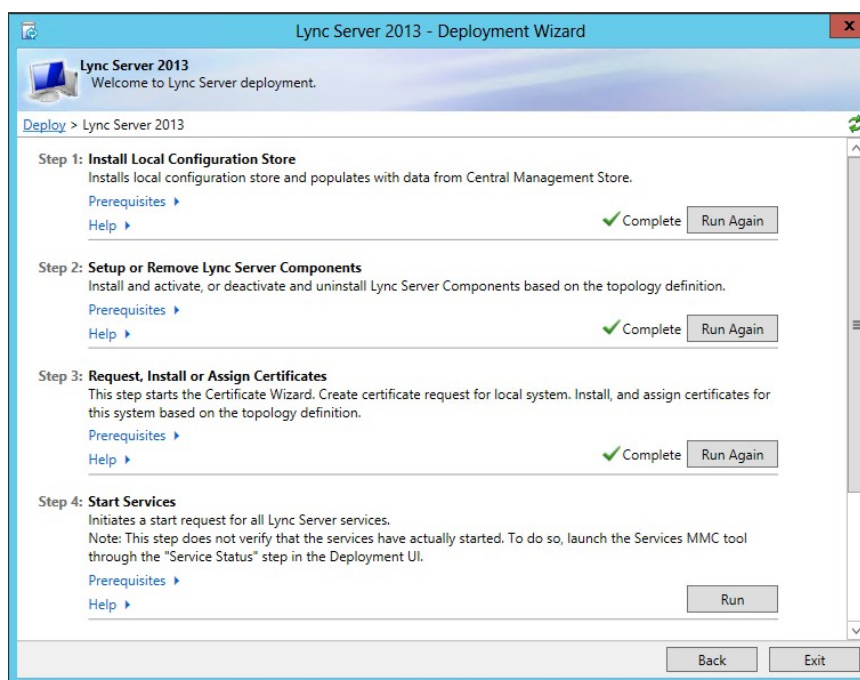 Lync Server 2013 - Deployment Wizard
x
Lync Server 2013
Welcome to Lync Server deployment.
Deploy > Lync Server 2013
Step 1: Install Local Configuration Store
Installs local configuration store and populates with data from Central Management Store.
Prerequisites
Help
Complete Run Again
Step 2: Setup or Remove Lync Server Components
Install and activate, or deactivate and uninstall Lync Server Components based on the topology definition.
Prerequisites
Help
Complete Run Again
Step 3: Request, Install or Assign Certificates
This step starts the Certificate Wizard. Create certificate request for local system. Install, and assign certificates for
this system based on the topology definition.
Prerequisites
Help
Complete Run Again
Step 4: Start Services
Initiates a start request for all Lync Server services.
Note: This step does not verify that the services have actually started. To do so, launch the Services MMC tool
through the "Service Status" step in the Deployment UI.
Prerequisites
Help
Run
Back Exit